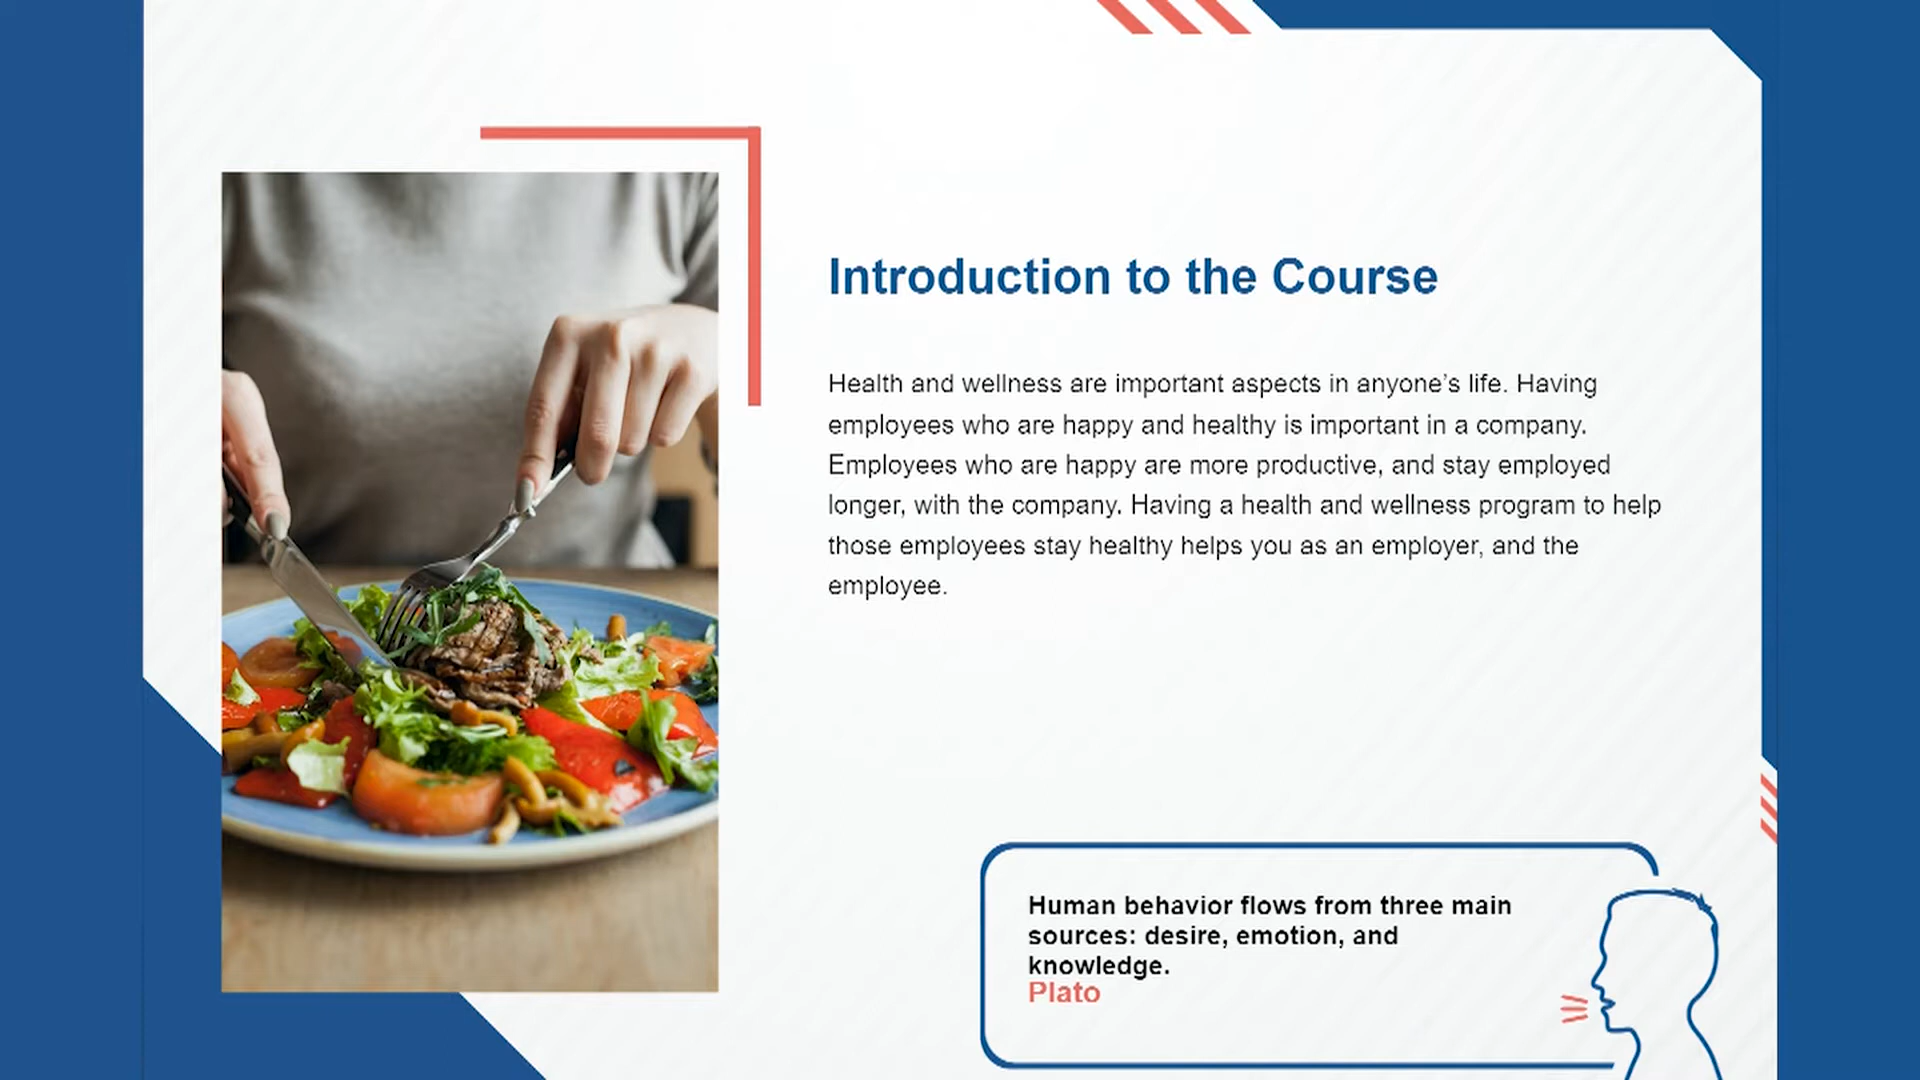 Introduction to the Course
Health and wellness are important aspects in anyone’s life. Having
employees who are happy and healthy is important in a company.
Employees who are happy are more productive, and stay employed
longer, with the company. Having a health and wellness program to help
those employees stay healthy helps you as an employer, and the
employee.
Human behavior flows from three main
sources: desire, emotion, and
knowledge.
Plato